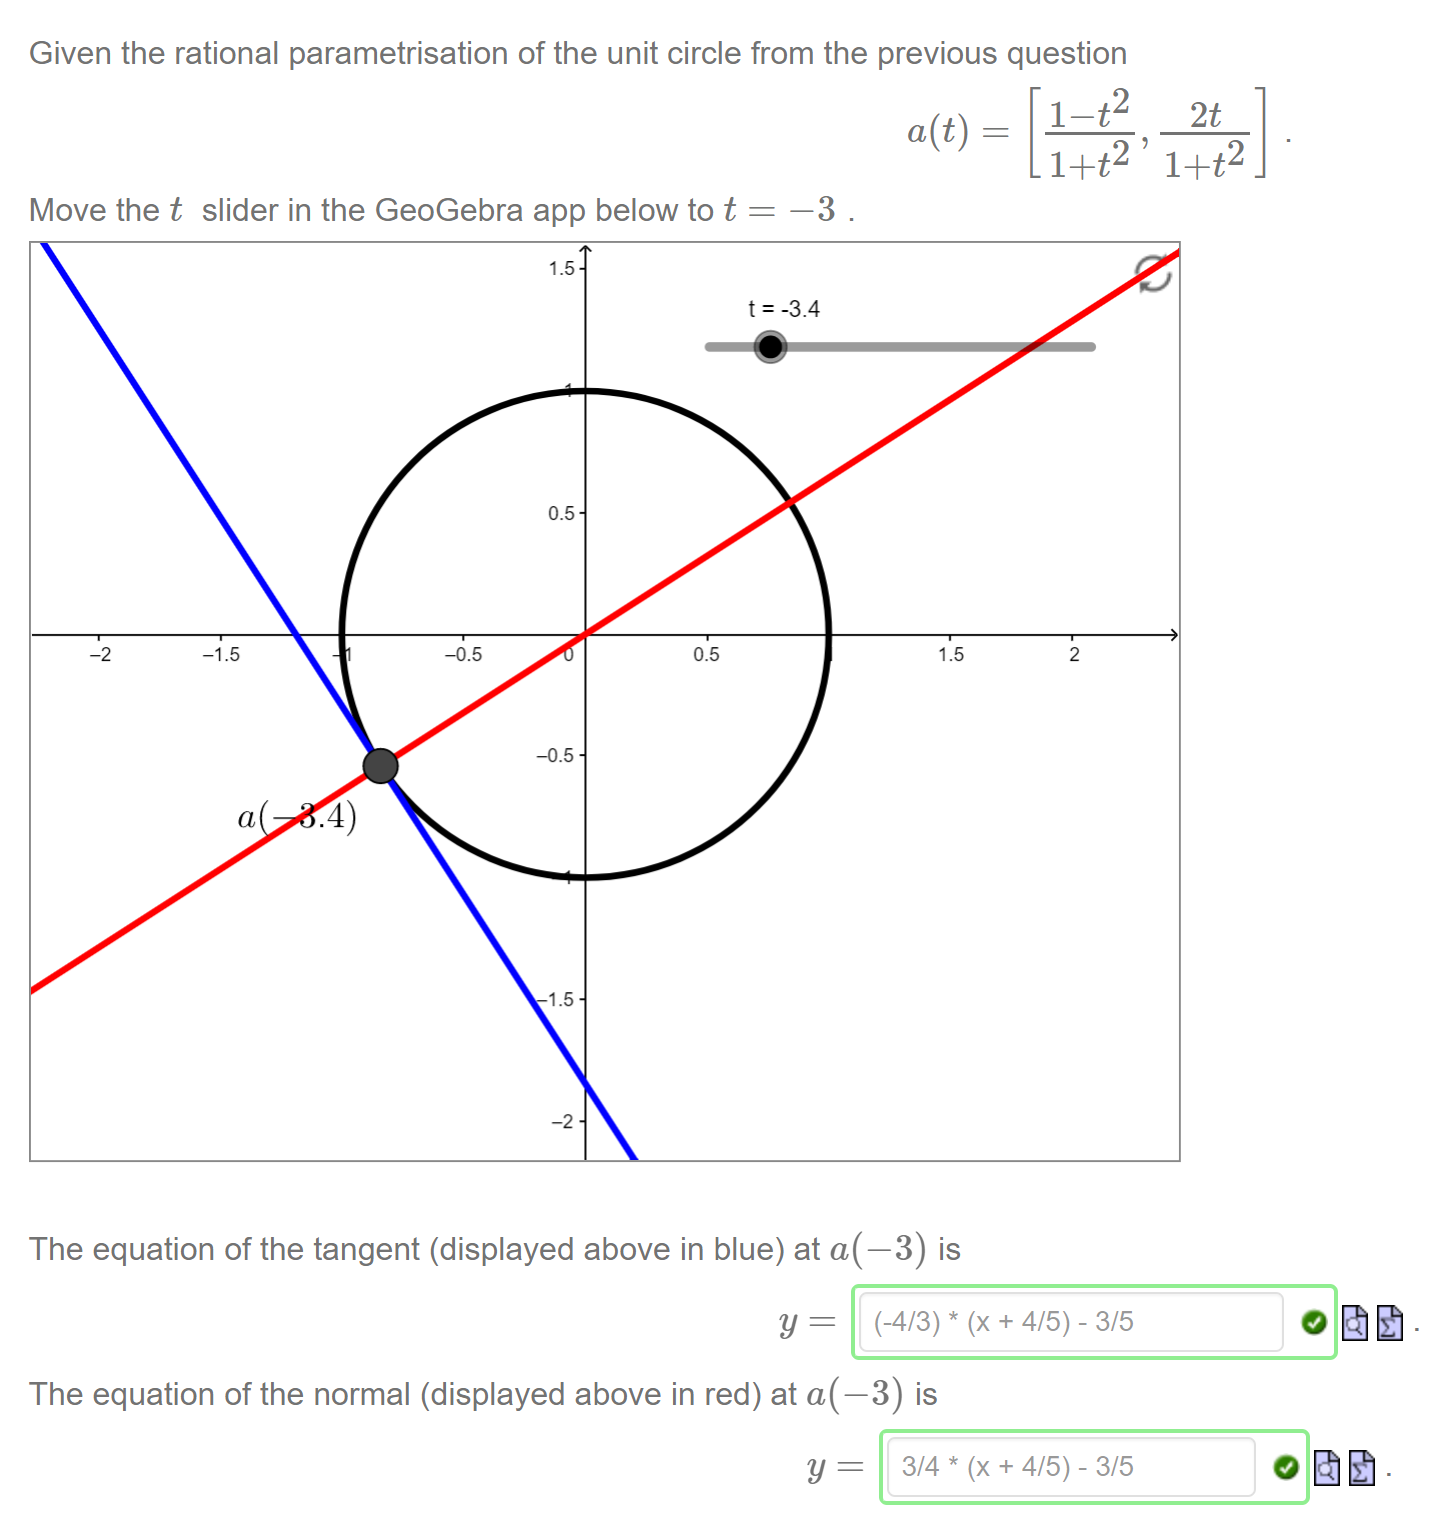 Given the rational parametrisation of the unit circle from the previous question
a(t) = [ (1−t²)/(1+t²) , 2t/(1+t²) ] .
Move the t slider in the GeoGebra app below to t = −3 .
1.5
t = -3.4
1
0.5
−2 −1.5 −1 −0.5 0 0.5 1 1.5 2
−0.5
a(−3.4)
−1
−1.5
−2
The equation of the tangent (displayed above in blue) at a(−3) is
y = (-4/3) * (x + 4/5) - 3/5 .
The equation of the normal (displayed above in red) at a(−3) is
y = 3/4 * (x + 4/5) - 3/5 .